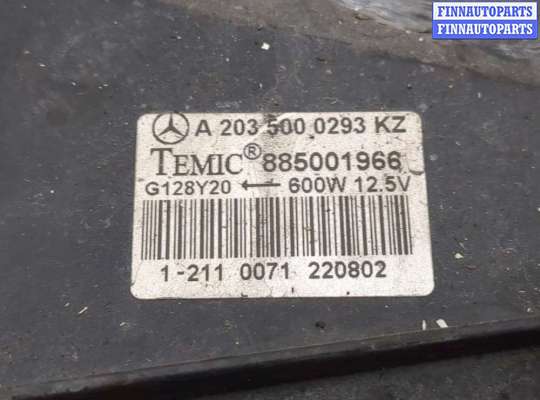 FINNAUTOPARTS
FINNAUTOPARTS
A 203 500 0293 KZ
TEMIC® 885001966
G128Y20 ← 600W 12.5V
1-211 0071 220802